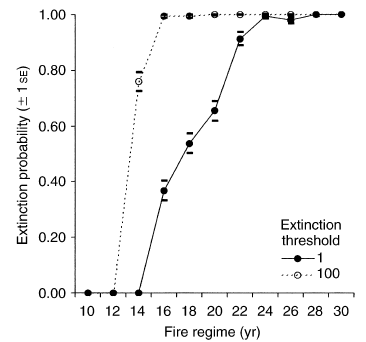 Extinction probability (± 1 SE)
1.00
0.80
0.60
0.40
0.20
0.00
10 12 14 16 18 20 22 24 26 28 30
Fire regime (yr)
Extinction
threshold
1
100